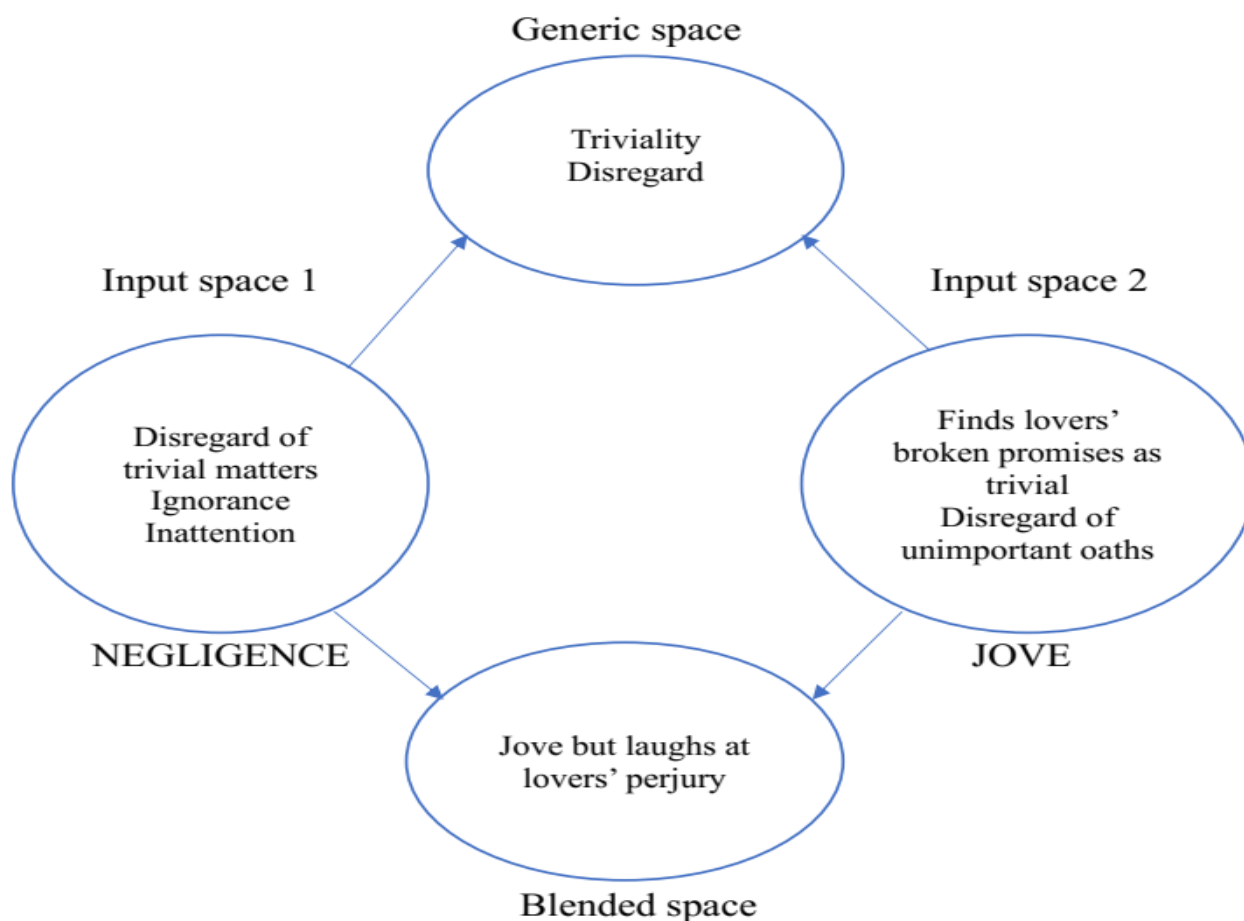 Generic space
Triviality
Disregard
Input space 1
Input space 2
Disregard of
trivial matters
Ignorance
Inattention
Finds lovers’
broken promises as
trivial
Disregard of
unimportant oaths
NEGLIGENCE
JOVE
Jove but laughs at
lovers’ perjury
Blended space